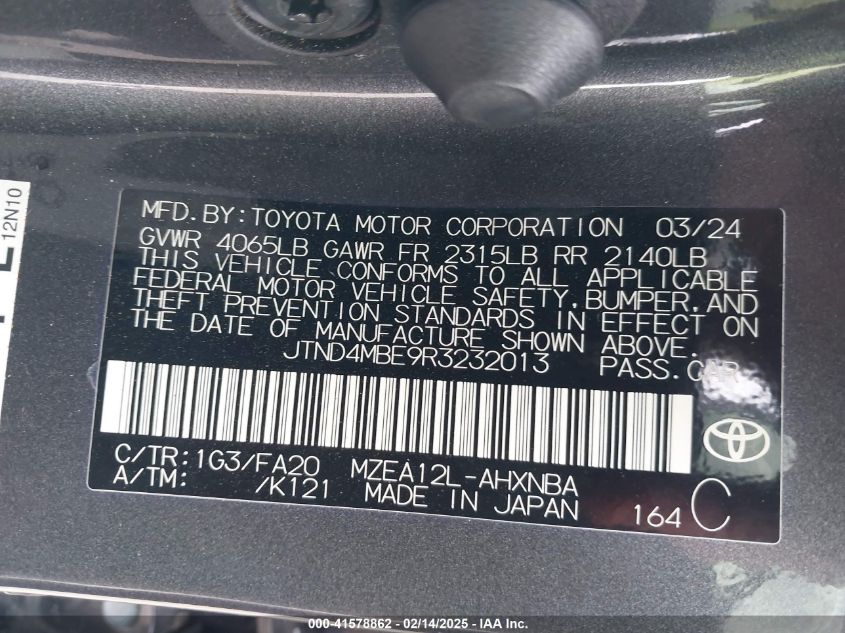 MFD. BY: TOYOTA MOTOR CORPORATION 03/24
GVWR 4065LB GAWR FR 2315LB RR 2140LB
THIS VEHICLE CONFORMS TO ALL APPLICABLE
FEDERAL MOTOR VEHICLE SAFETY, BUMPER, AND
THEFT PREVENTION STANDARDS IN EFFECT ON
THE DATE OF MANUFACTURE SHOWN ABOVE.
JTND4MBE9R3232013 PASS. CAR
C/TR: 1G3/FA20 MZEA12L-AHXNBA
A/TM: /K121 MADE IN JAPAN 164 C
12N10
000-41578862 - 02/14/2025 - IAA Inc.